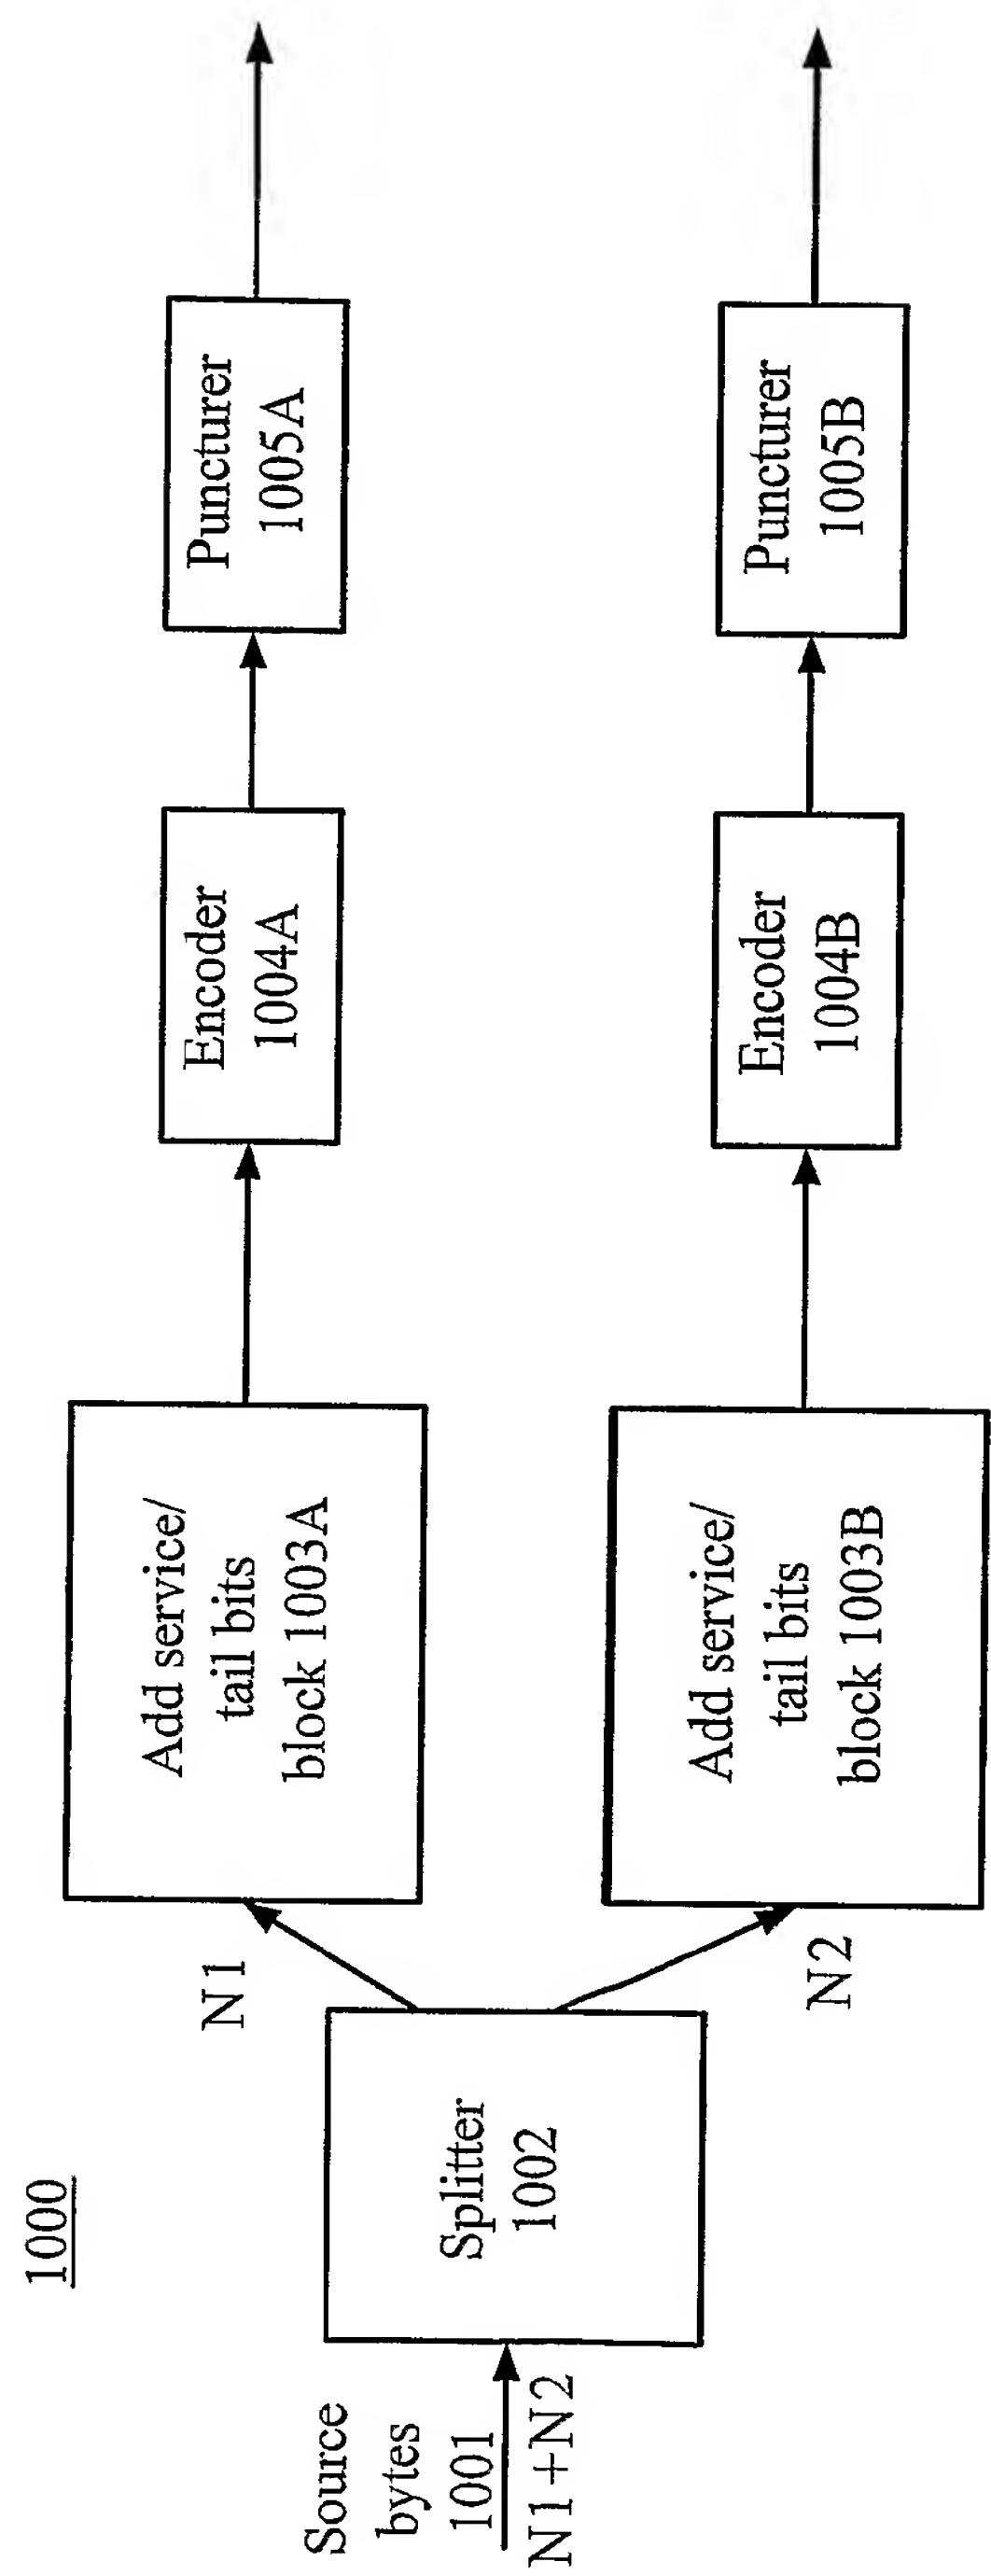 1000
Source
bytes
1001
N1+N2
Splitter
1002
N1
N2
Add service/
tail bits
block 1003A
Encoder
1004A
Puncturer
1005A
Add service/
tail bits
block 1003B
Encoder
1004B
Puncturer
1005B